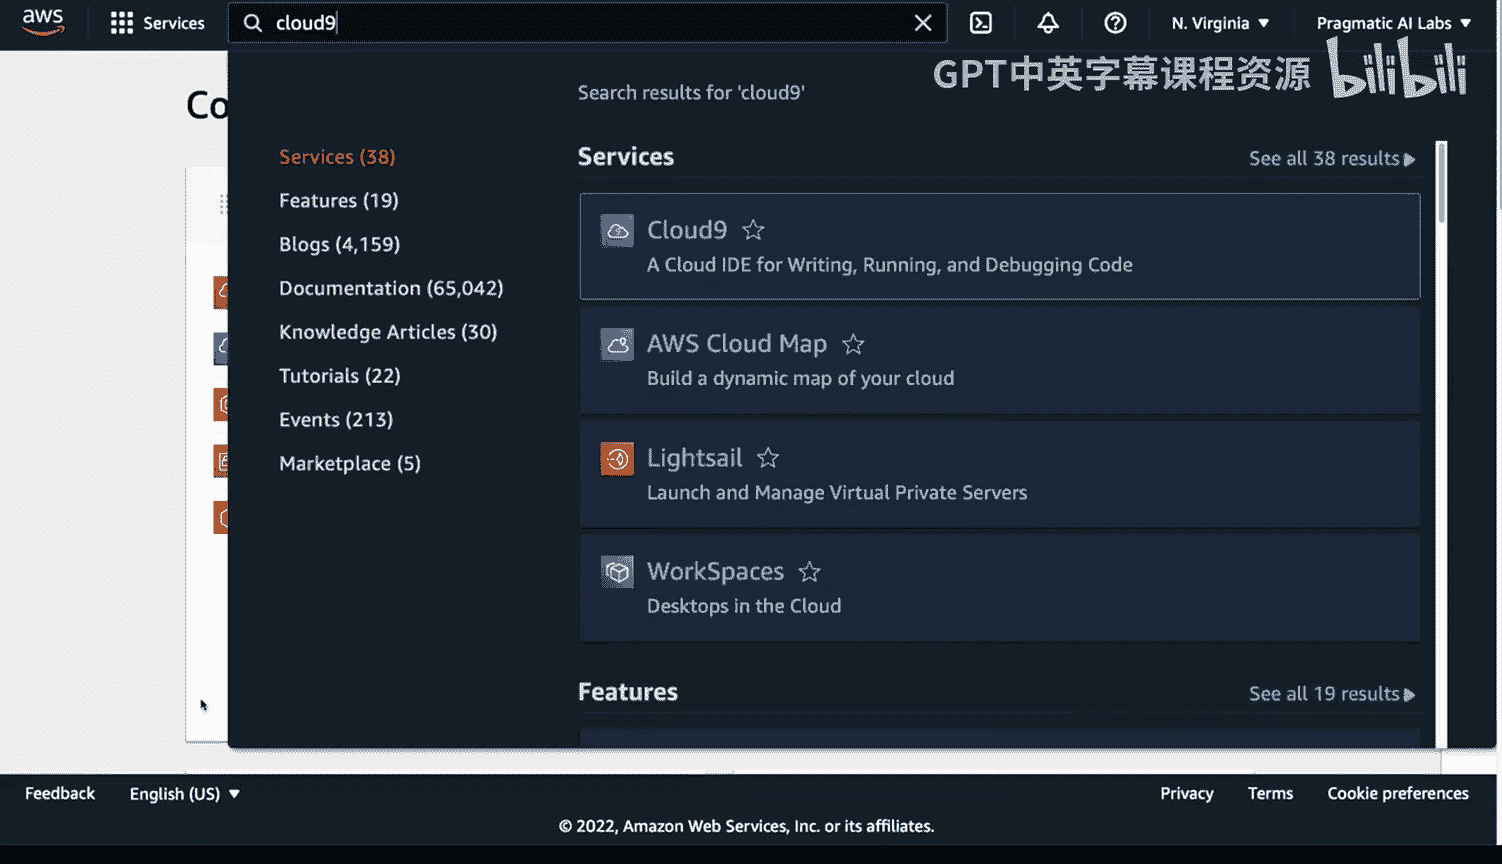 aws
Services
cloud9
N. Virginia
Pragmatic AI Labs
GPT中英字幕课程资源
bilibili
Co
Search results for 'cloud9'
Services (38)
Features (19)
Blogs (4,159)
Documentation (65,042)
Knowledge Articles (30)
Tutorials (22)
Events (213)
Marketplace (5)
Services
See all 38 results
Cloud9
A Cloud IDE for Writing, Running, and Debugging Code
AWS Cloud Map
Build a dynamic map of your cloud
Lightsail
Launch and Manage Virtual Private Servers
WorkSpaces
Desktops in the Cloud
Features
See all 19 results
Feedback
English (US)
Privacy
Terms
Cookie preferences
© 2022, Amazon Web Services, Inc. or its affiliates.